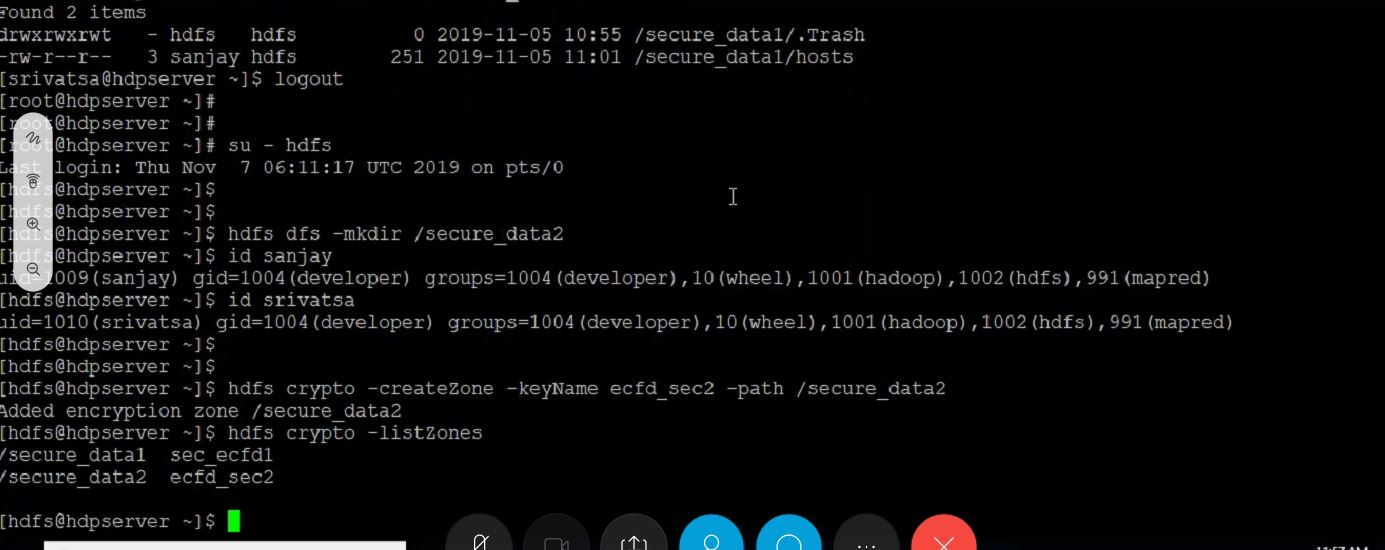 Found 2 items
drwxrwxrwt   - hdfs   hdfs          0 2019-11-05 10:55 /secure_data1/.Trash
-rw-r--r--   3 sanjay hdfs        251 2019-11-05 11:01 /secure_data1/hosts
[srivatsa@hdpserver ~]$ logout
[root@hdpserver ~]#
[root@hdpserver ~]#
[root@hdpserver ~]# su - hdfs
Last login: Thu Nov  7 06:11:17 UTC 2019 on pts/0
[hdfs@hdpserver ~]$
[hdfs@hdpserver ~]$
[hdfs@hdpserver ~]$ hdfs dfs -mkdir /secure_data2
[hdfs@hdpserver ~]$ id sanjay
uid=1009(sanjay) gid=1004(developer) groups=1004(developer),10(wheel),1001(hadoop),1002(hdfs),991(mapred)
[hdfs@hdpserver ~]$ id srivatsa
uid=1010(srivatsa) gid=1004(developer) groups=1004(developer),10(wheel),1001(hadoop),1002(hdfs),991(mapred)
[hdfs@hdpserver ~]$
[hdfs@hdpserver ~]$
[hdfs@hdpserver ~]$ hdfs crypto -createZone -keyName ecfd_sec2 -path /secure_data2
Added encryption zone /secure_data2
[hdfs@hdpserver ~]$ hdfs crypto -listZones
/secure_data1  sec_ecfd1
/secure_data2  ecfd_sec2
[hdfs@hdpserver ~]$